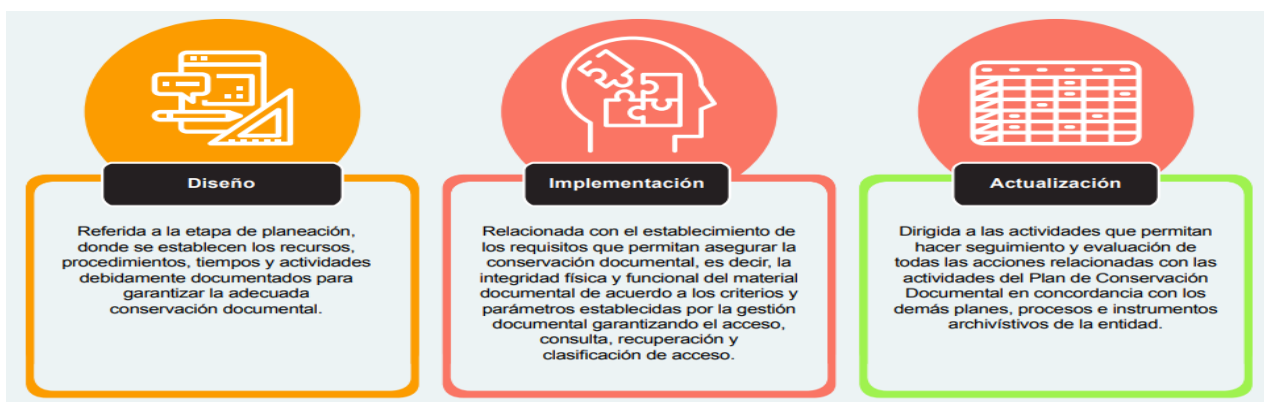 Diseño
Referida a la etapa de planeación,
donde se establecen los recursos,
procedimientos, tiempos y actividades
debidamente documentados para
garantizar la adecuada
conservación documental.
Implementación
Relacionada con el establecimiento de
los requisitos que permitan asegurar la
conservación documental, es decir, la
integridad física y funcional del material
documental de acuerdo a los criterios y
parámetros establecidas por la gestión
documental garantizando el acceso,
consulta, recuperación y
clasificación de acceso.
Actualización
Dirigida a las actividades que permitan
hacer seguimiento y evaluación de
todas las acciones relacionadas con las
actividades del Plan de Conservación
Documental en concordancia con los
demás planes, procesos e instrumentos
archivístivos de la entidad.